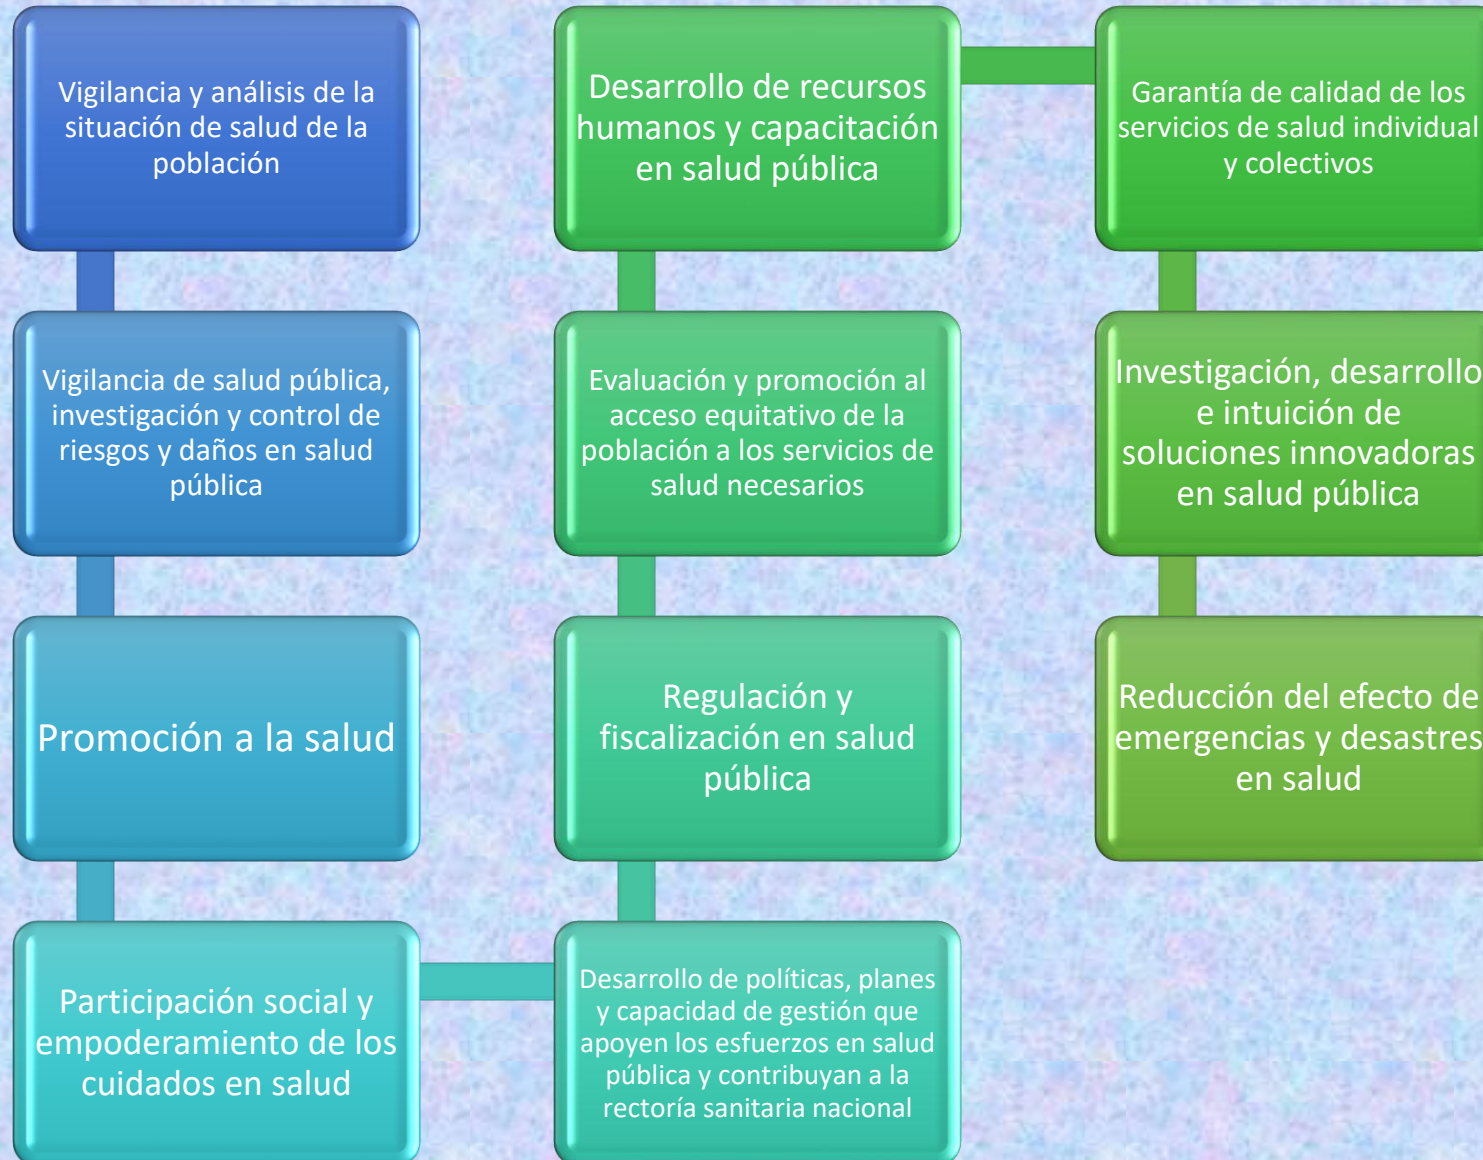 Vigilancia y análisis de la
situación de salud de la
población
Vigilancia de salud pública,
investigación y control de
riesgos y daños en salud
pública
Promoción a la salud
Participación social y
empoderamiento de los
cuidados en salud
Desarrollo de políticas, planes
y capacidad de gestión que
apoyen los esfuerzos en salud
pública y contribuyan a la
rectoría sanitaria nacional
Regulación y
fiscalización en salud
pública
Evaluación y promoción al
acceso equitativo de la
población a los servicios de
salud necesarios
Desarrollo de recursos
humanos y capacitación
en salud pública
Garantía de calidad de los
servicios de salud individual
y colectivos
Investigación, desarrollo
e intuición de
soluciones innovadoras
en salud pública
Reducción del efecto de
emergencias y desastres
en salud